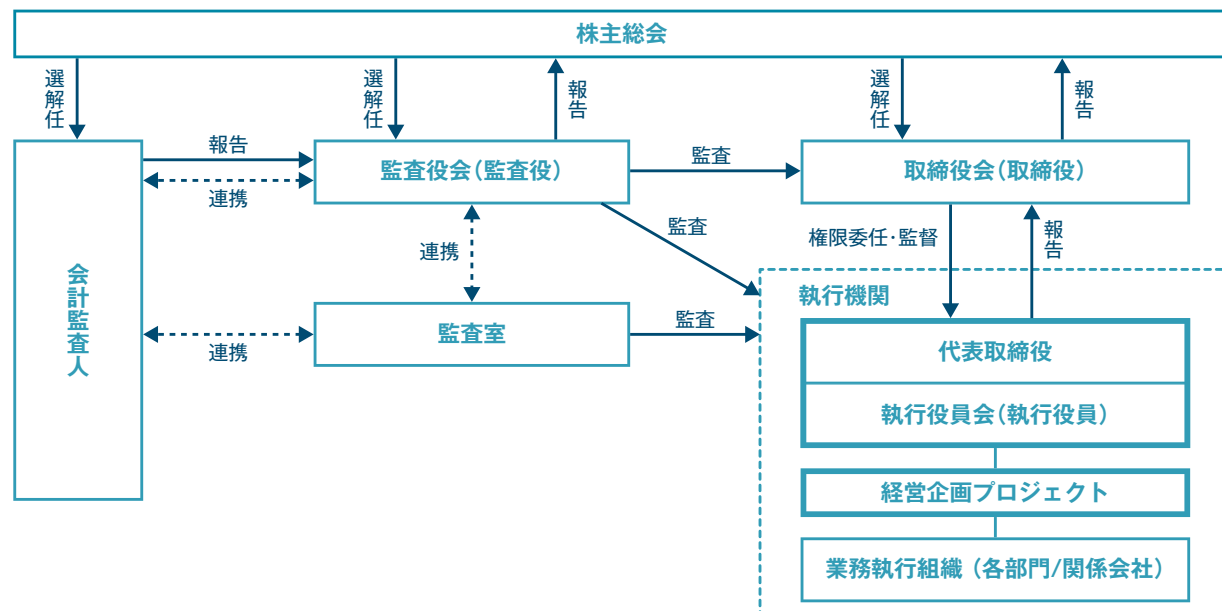 株主総会
選解任
選解任
報告
選解任
報告
報告
連携
監査役会(監査役)
監査
取締役会(取締役)
会計監査人
連携
監査
権限委任・監督
報告
執行機関
連携
監査室
監査
代表取締役
執行役員会(執行役員)
経営企画プロジェクト
業務執行組織(各部門/関係会社)